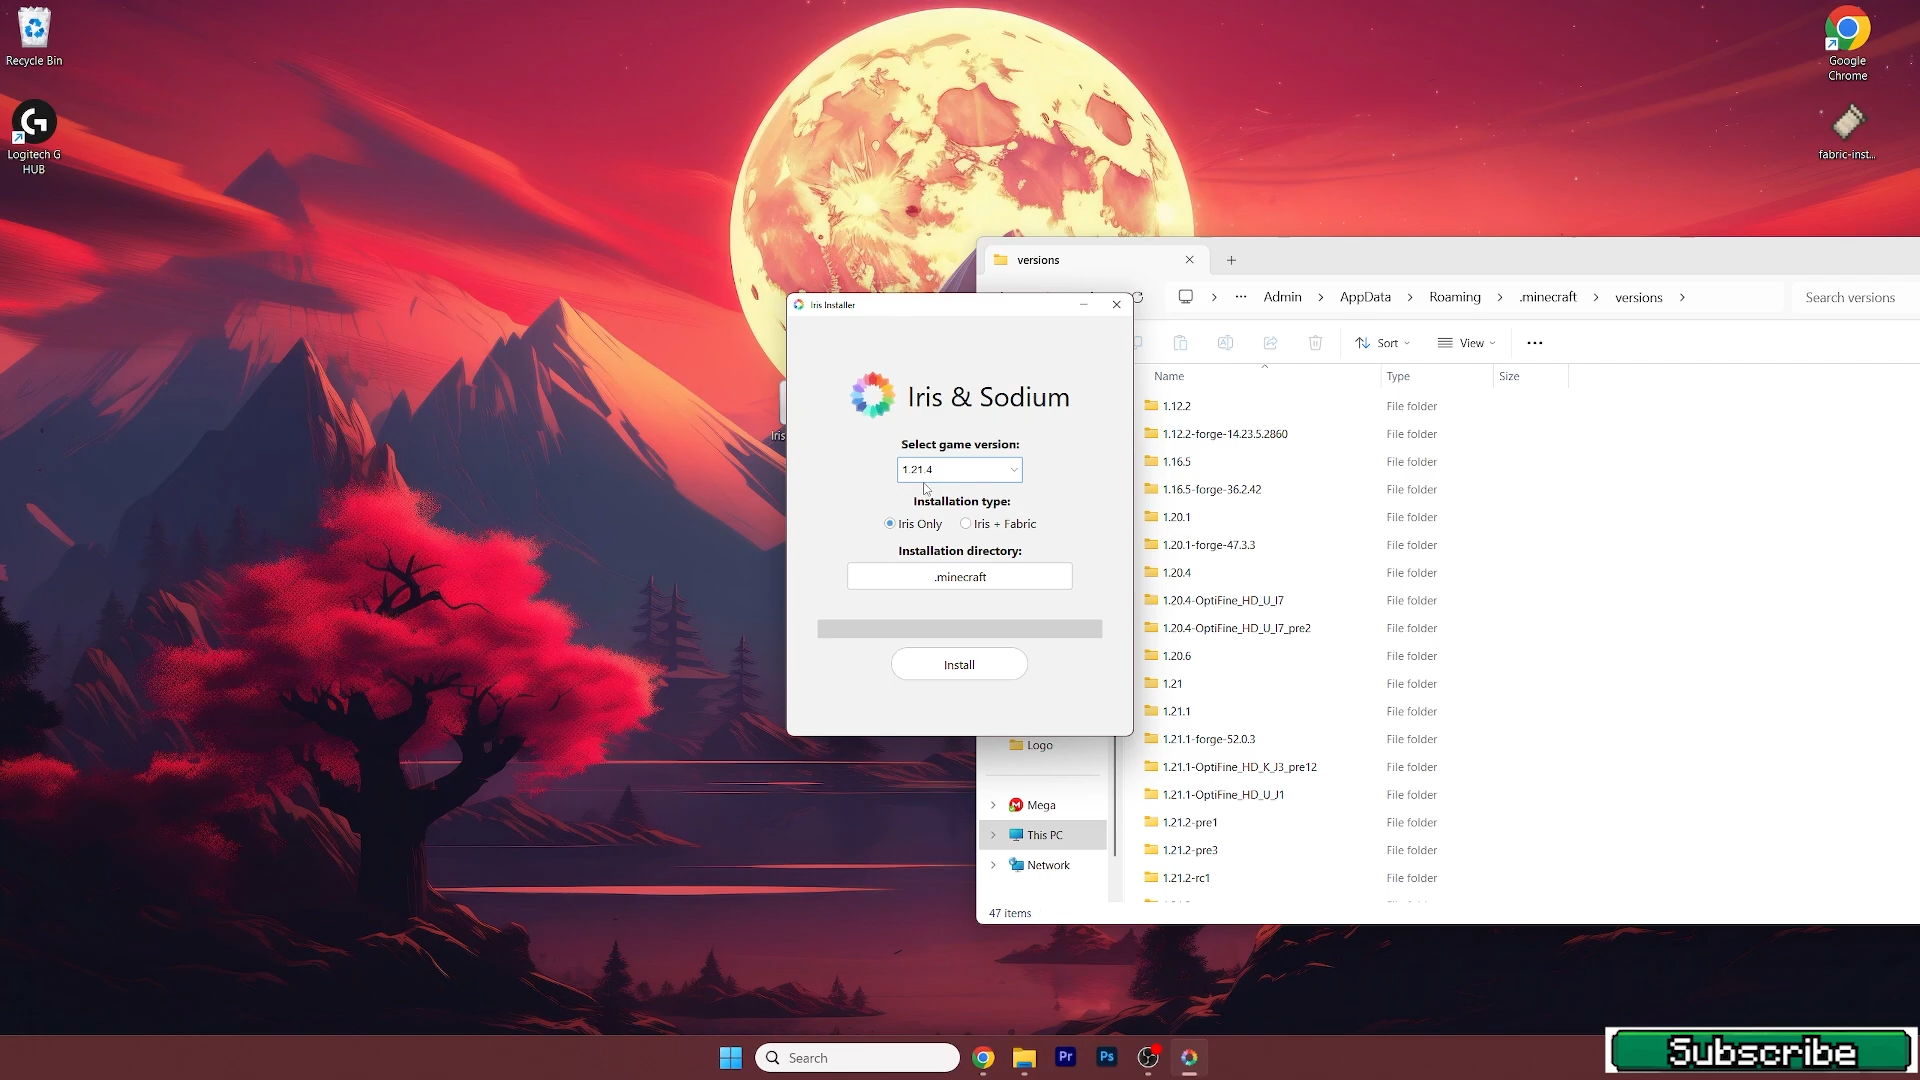 Recycle Bin
Logitech G
HUB
Google
Chrome
fabric-inst...
versions
Admin
AppData
Roaming
.minecraft
versions
Search versions
Sort
View
Name
Type
Size
1.12.2
File folder
1.12.2-forge-14.23.5.2860
File folder
1.16.5
File folder
1.16.5-forge-36.2.42
File folder
1.20.1
File folder
1.20.1-forge-47.3.3
File folder
1.20.4
File folder
1.20.4-OptiFine_HD_U_I7
File folder
1.20.4-OptiFine_HD_U_I7_pre2
File folder
1.20.6
File folder
1.21
File folder
1.21.1
File folder
1.21.1-forge-52.0.3
File folder
1.21.1-OptiFine_HD_K_J3_pre12
File folder
1.21.1-OptiFine_HD_U_J1
File folder
1.21.2-pre1
File folder
1.21.2-pre3
File folder
1.21.2-rc1
File folder
Logo
Mega
This PC
Network
47 items
Iris Installer
Iris & Sodium
Select game version:
1.21.4
Installation type:
Iris Only
Iris + Fabric
Installation directory:
.minecraft
Install
Iris
Search
Pr
Ps
Subscribe